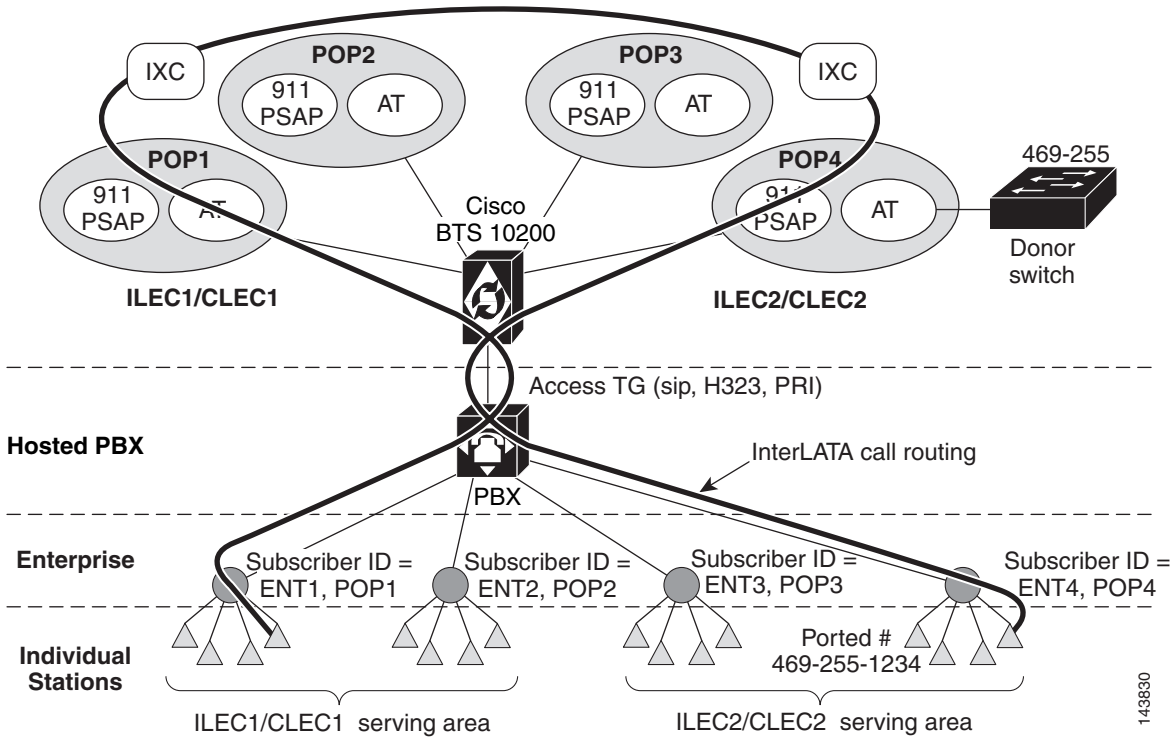 IXC
POP2
911
PSAP
AT
POP3
911
PSAP
AT
IXC
POP1
911
PSAP
AT
POP4
911
PSAP
AT
469-255
Donor
switch
Cisco
BTS 10200
ILEC1/CLEC1
ILEC2/CLEC2
Access TG (sip, H323, PRI)
Hosted PBX
InterLATA call routing
PBX
Enterprise
Subscriber ID =
ENT1, POP1
Subscriber ID =
ENT2, POP2
Subscriber ID =
ENT3, POP3
Subscriber ID =
ENT4, POP4
Individual
Stations
Ported #
469-255-1234
ILEC1/CLEC1 serving area
ILEC2/CLEC2 serving area
143830